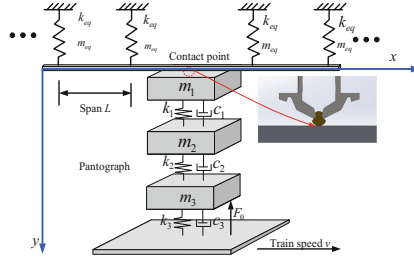 k_eq k_eq k_eq k_eq
m_eq m_eq m_eq m_eq
Contact point
x
m_1
Span L
k_1 c_1
m_2
Pantograph
k_2 c_2
m_3
F_0
k_3 c_3
y
Train speed v